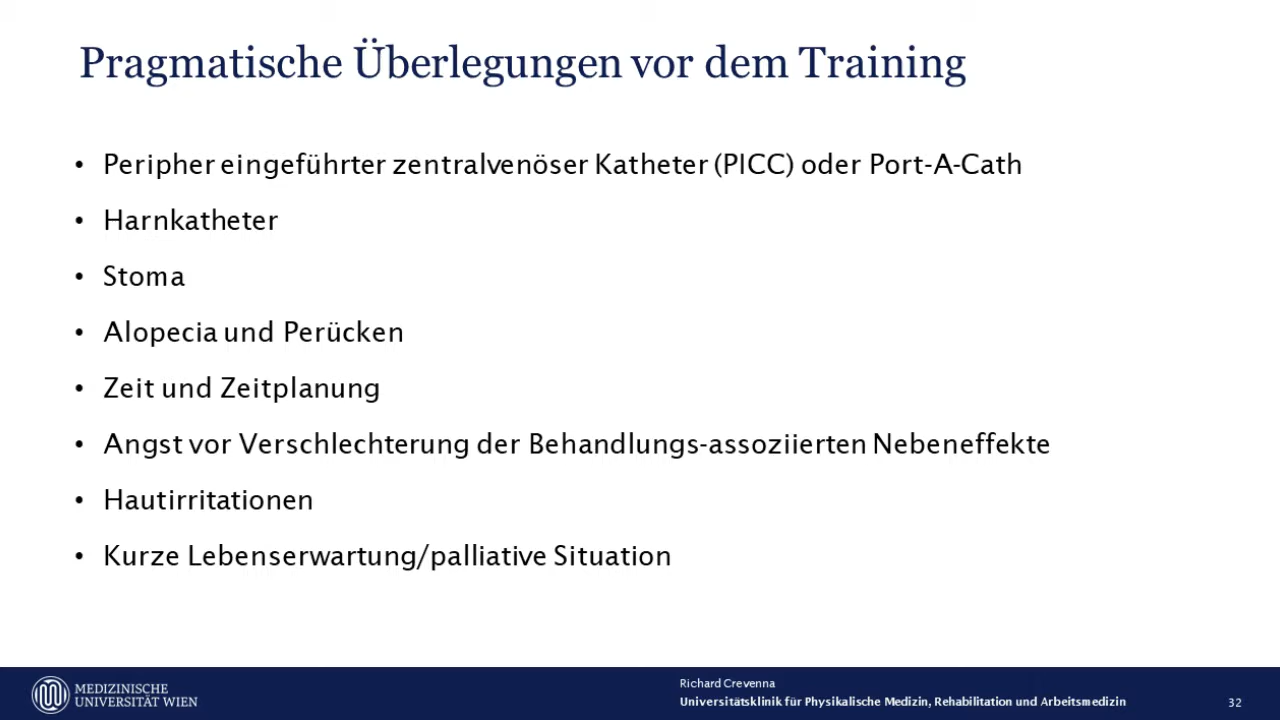 Pragmatische Überlegungen vor dem Training
• Peripher eingeführter zentralvenöser Katheter (PICC) oder Port-A-Cath
• Harnkatheter
• Stoma
• Alopecia und Perücken
• Zeit und Zeitplanung
• Angst vor Verschlechterung der Behandlungs-assoziierten Nebeneffekte
• Hautirritationen
• Kurze Lebenserwartung/palliative Situation
MEDIZINISCHE
UNIVERSITÄT WIEN
Richard Crevenna
Universitätsklinik für Physikalische Medizin, Rehabilitation und Arbeitsmedizin
32